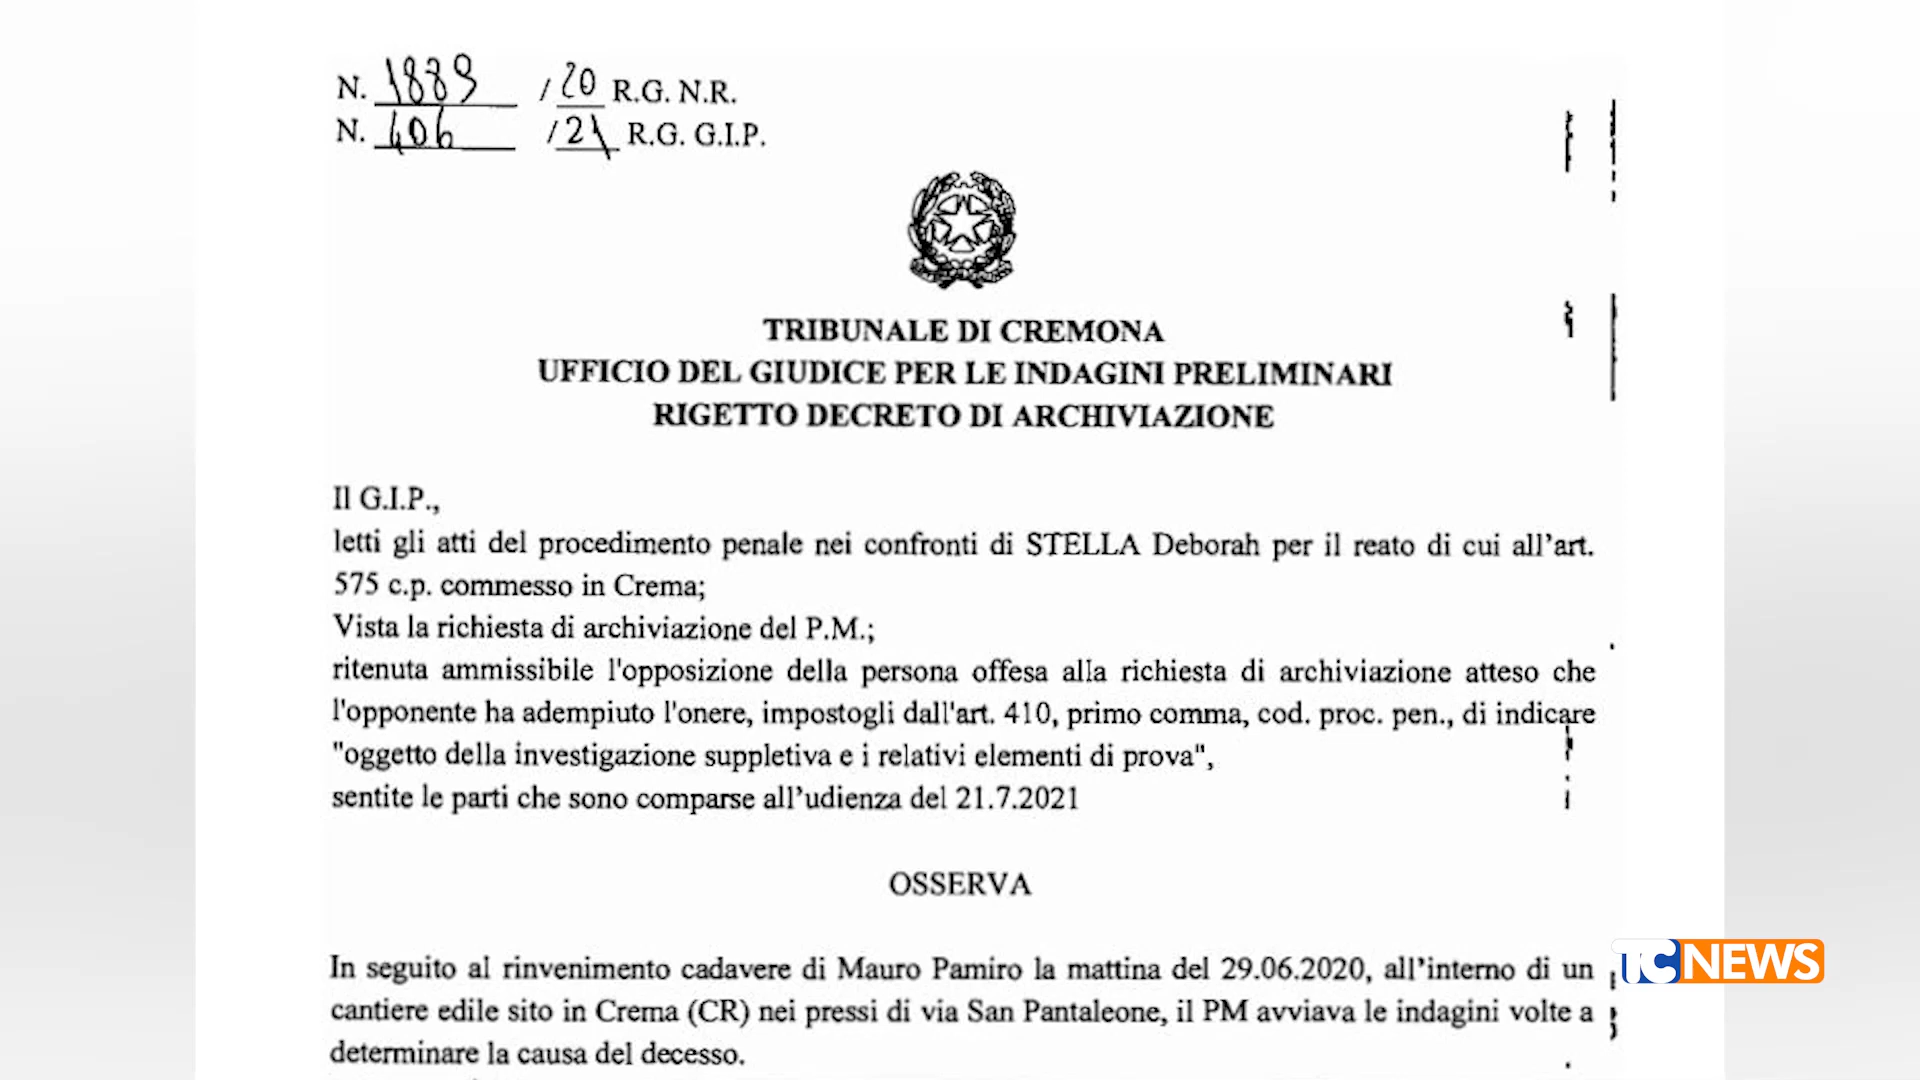 N. 1889 /20 R.G. N.R.
N. 406 /21 R.G. G.I.P.
TRIBUNALE DI CREMONA
UFFICIO DEL GIUDICE PER LE INDAGINI PRELIMINARI
RIGETTO DECRETO DI ARCHIVIAZIONE
Il G.I.P.,
letti gli atti del procedimento penale nei confronti di STELLA Deborah per il reato di cui all’art.
575 c.p. commesso in Crema;
Vista la richiesta di archiviazione del P.M.;
ritenuta ammissibile l'opposizione della persona offesa alla richiesta di archiviazione atteso che
l'opponente ha adempiuto l'onere, impostogli dall'art. 410, primo comma, cod. proc. pen., di indicare
"oggetto della investigazione suppletiva e i relativi elementi di prova",
sentite le parti che sono comparse all’udienza del 21.7.2021
OSSERVA
In seguito al rinvenimento cadavere di Mauro Pamiro la mattina del 29.06.2020, all’interno di un
cantiere edile sito in Crema (CR) nei pressi di via San Pantaleone, il PM avviava le indagini volte a
determinare la causa del decesso.
TC NEWS